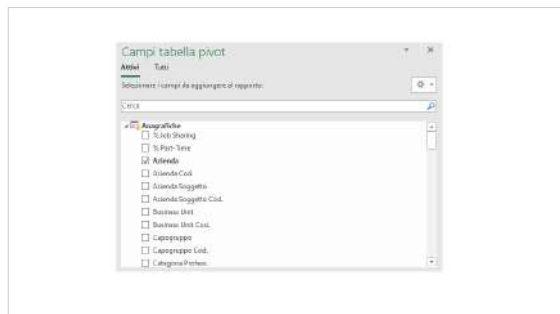 Campi tabella pivot
Attivi Tutti
Selezionare i campi da aggiungere al rapporto:
Cerca
Anagrafiche
% Job Sharing
% Part-Time
Azienda
Azienda Cod.
Azienda Soggetto
Azienda Soggetto Cod.
Business Unit
Business Unit Cod.
Capogruppo
Capogruppo Cod.
Categoria Protette